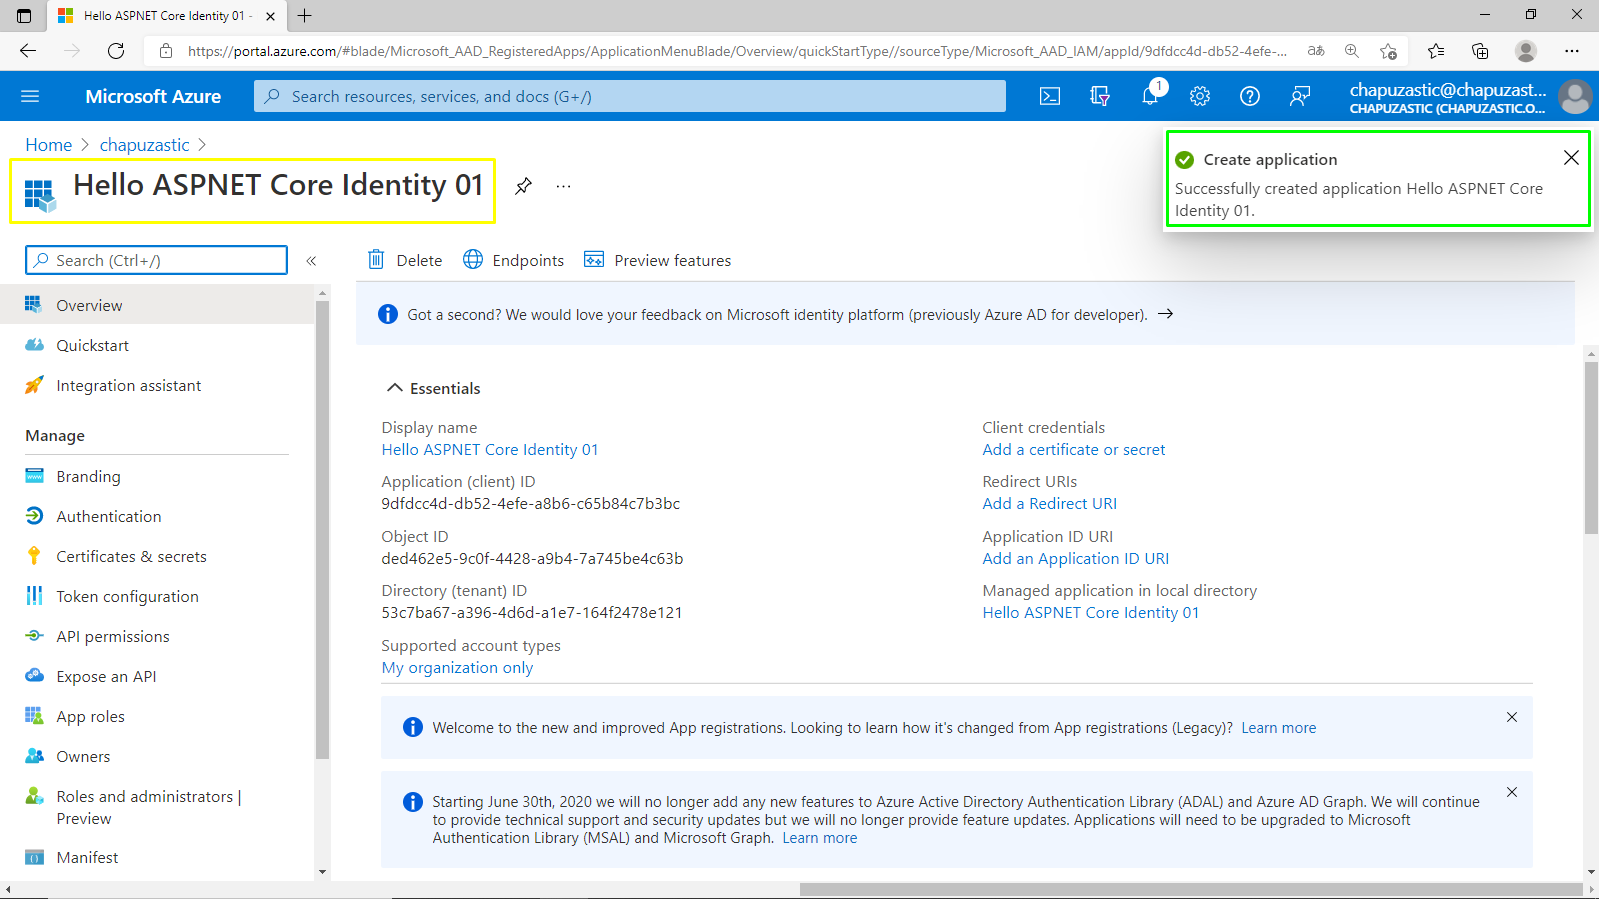 Hello ASPNET Core Identity 01 -
https://portal.azure.com/#blade/Microsoft_AAD_RegisteredApps/ApplicationMenuBlade/Overview/quickStartType//sourceType/Microsoft_AAD_IAM/appId/9dfdcc4d-db52-4efe-...
Microsoft Azure
Search resources, services, and docs (G+/)
1
chapuzastic@chapuzast...
CHAPUZASTIC (CHAPUZASTIC.O...
Home > chapuzastic >
Hello ASPNET Core Identity 01
Create application
Successfully created application Hello ASPNET Core
Identity 01.
Search (Ctrl+/)
«
Delete
Endpoints
Preview features
Overview
Quickstart
Integration assistant
Manage
Branding
Authentication
Certificates & secrets
Token configuration
API permissions
Expose an API
App roles
Owners
Roles and administrators |
Preview
Manifest
Got a second? We would love your feedback on Microsoft identity platform (previously Azure AD for developer). →
Essentials
Display name
Hello ASPNET Core Identity 01
Application (client) ID
9dfdcc4d-db52-4efe-a8b6-c65b84c7b3bc
Object ID
ded462e5-9c0f-4428-a9b4-7a745be4c63b
Directory (tenant) ID
53c7ba67-a396-4d6d-a1e7-164f2478e121
Supported account types
My organization only
Client credentials
Add a certificate or secret
Redirect URIs
Add a Redirect URI
Application ID URI
Add an Application ID URI
Managed application in local directory
Hello ASPNET Core Identity 01
Welcome to the new and improved App registrations. Looking to learn how it's changed from App registrations (Legacy)? Learn more
Starting June 30th, 2020 we will no longer add any new features to Azure Active Directory Authentication Library (ADAL) and Azure AD Graph. We will continue
to provide technical support and security updates but we will no longer provide feature updates. Applications will need to be upgraded to Microsoft
Authentication Library (MSAL) and Microsoft Graph. Learn more